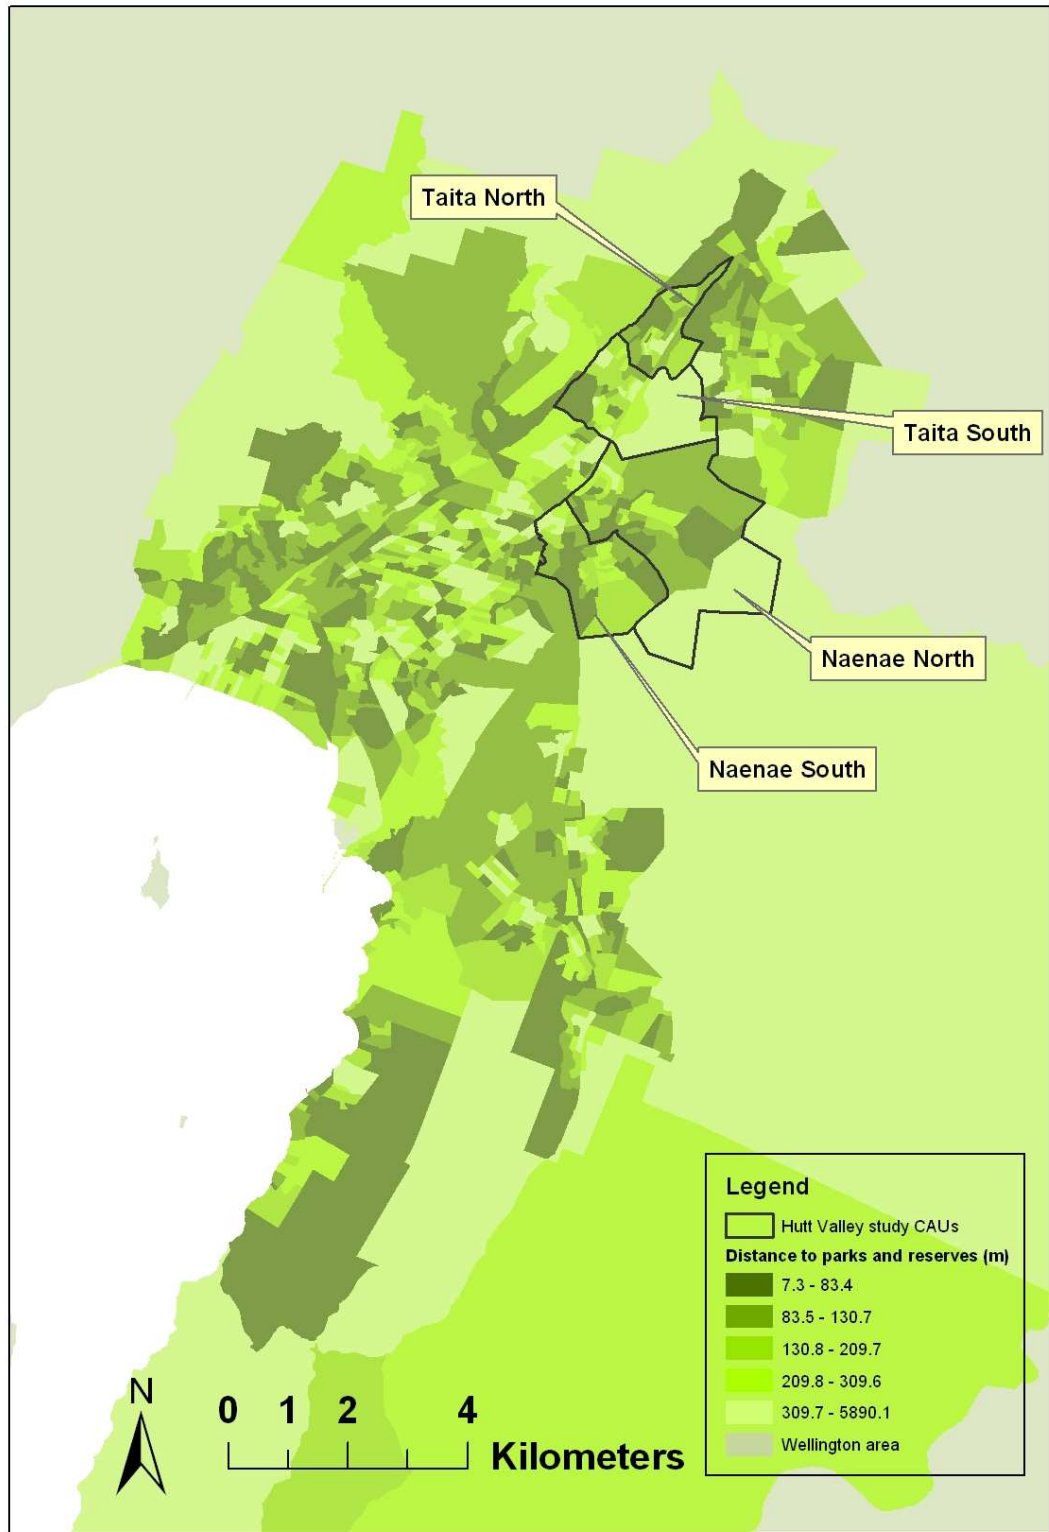 Taita North
Taita South
Naenae North
Naenae South
Legend
Hutt Valley study CAUs
Distance to parks and reserves (m)
7.3 - 83.4
83.5 - 130.7
130.8 - 209.7
209.8 - 309.6
309.7 - 5890.1
Wellington area
N
0 1 2 4
Kilometers